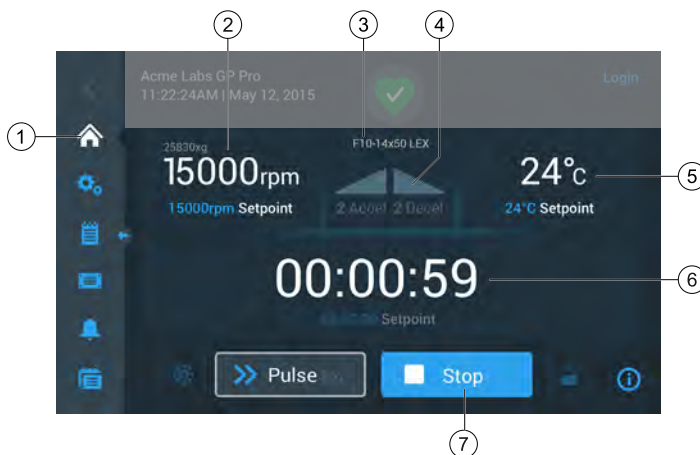 2
3
4
Acme Labs GP Pro
Login
11:22:24AM | May 12, 2015
1
F10-14x50 LEX
25830xg
15000rpm
24°C
5
15000rpm Setpoint
2 Accel 2 Decel
24°C Setpoint
00:00:59
6
Setpoint
Pulse
Stop
7